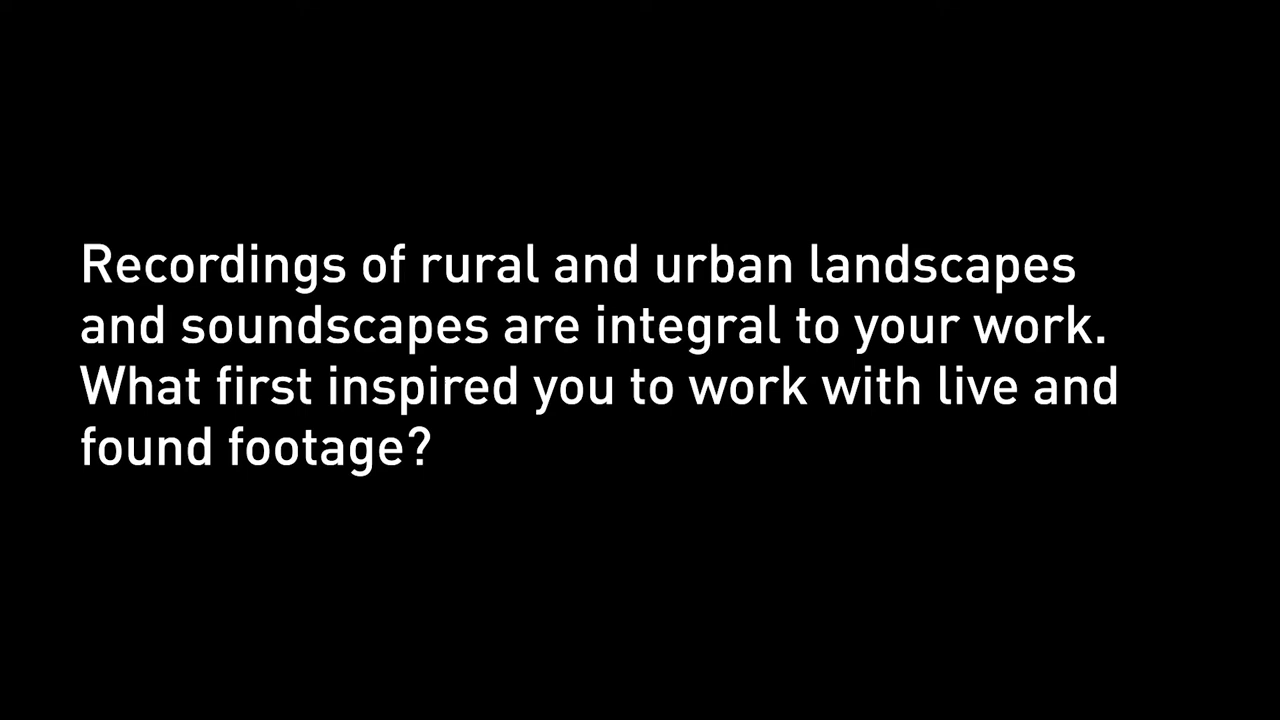 Recordings of rural and urban landscapes
and soundscapes are integral to your work.
What first inspired you to work with live and
found footage?